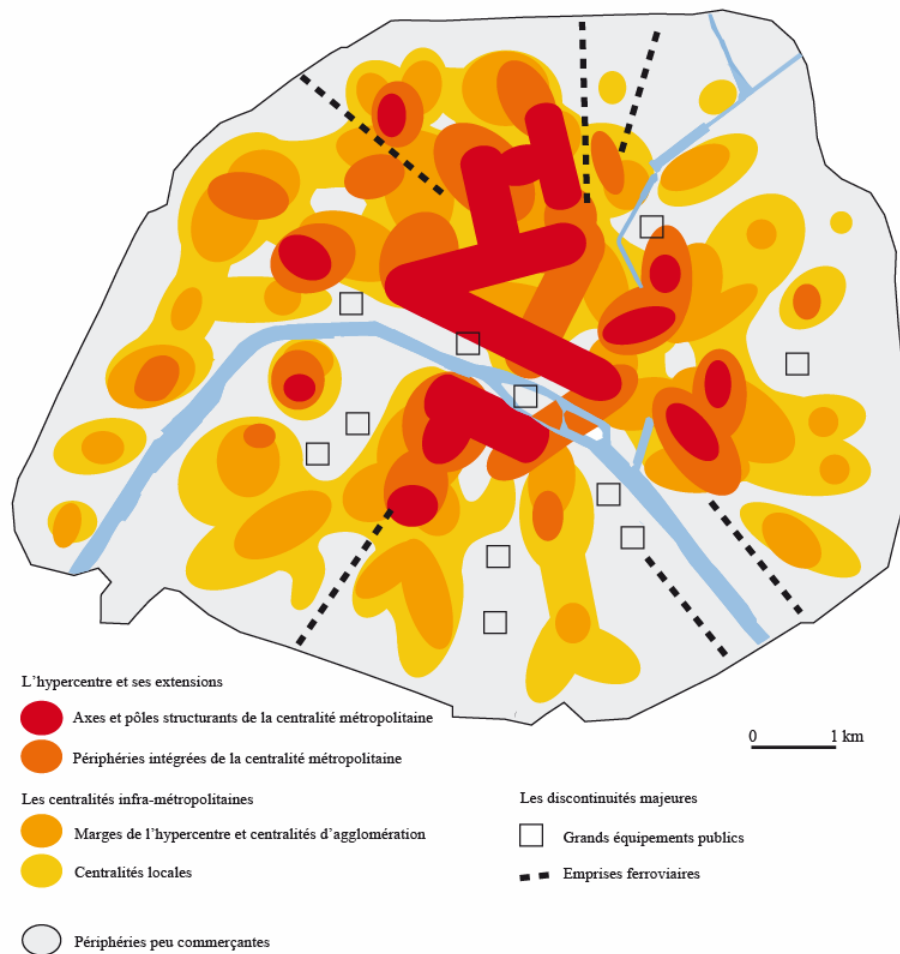 L'hypercentre et ses extensions
Axes et pôles structurants de la centralité métropolitaine
Périphéries intégrées de la centralité métropolitaine
Les centralités infra-métropolitaines
Marges de l'hypercentre et centralités d'agglomération
Centralités locales
Périphéries peu commerçantes
0 1 km
Les discontinuités majeures
Grands équipements publics
Emprises ferroviaires